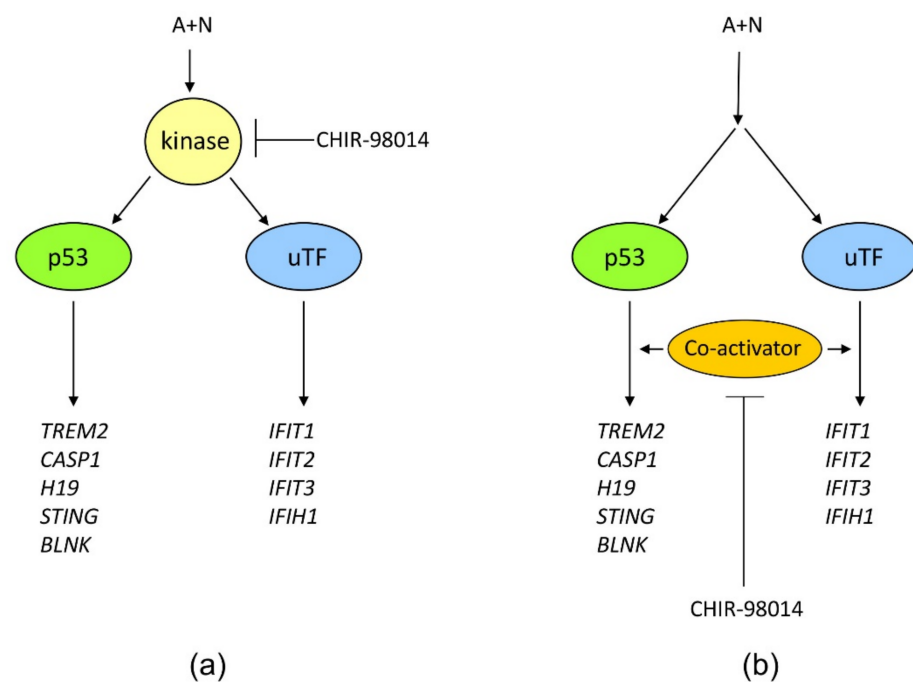 A+N
kinase
CHIR-98014
p53
uTF
TREM2
CASP1
H19
STING
BLNK
IFIT1
IFIT2
IFIT3
IFIH1
(a)
A+N
p53
uTF
Co-activator
TREM2
CASP1
H19
STING
BLNK
IFIT1
IFIT2
IFIT3
IFIH1
CHIR-98014
(b)